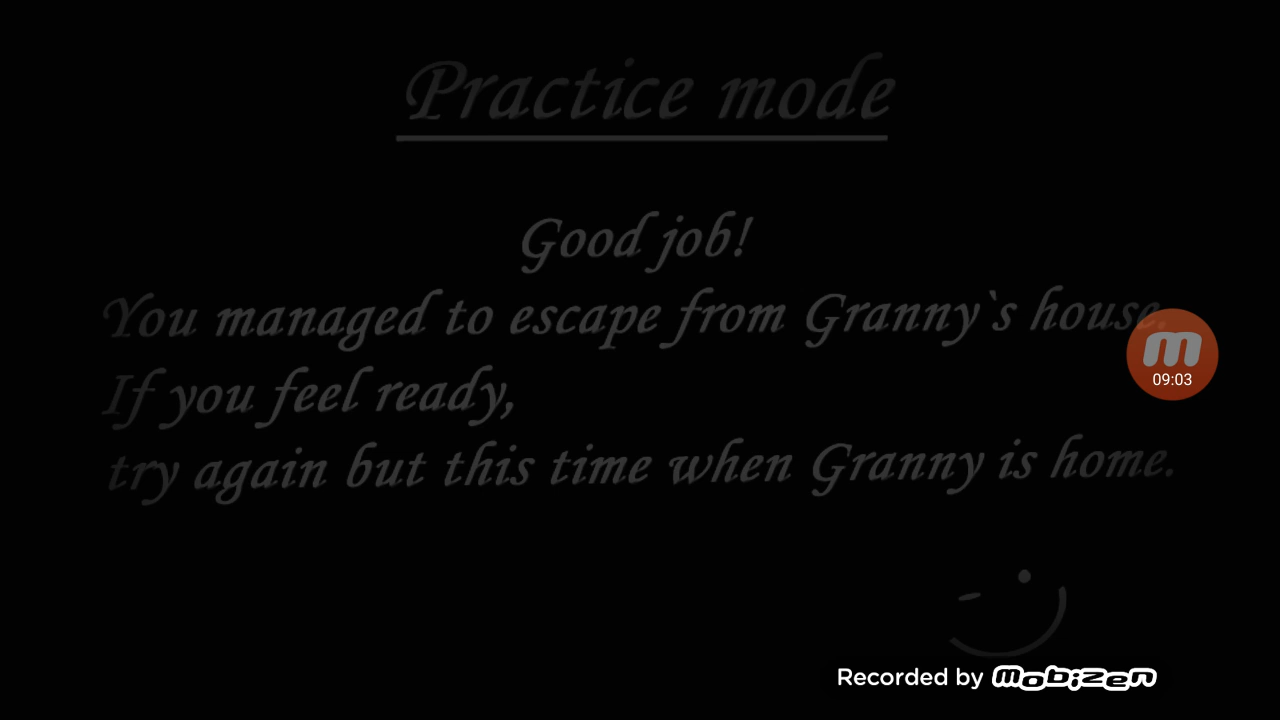 Practice mode
Good job!
You managed to escape from Granny`s house.
If you feel ready,
try again but this time when Granny is home.
m
09:03
Recorded by mobizen